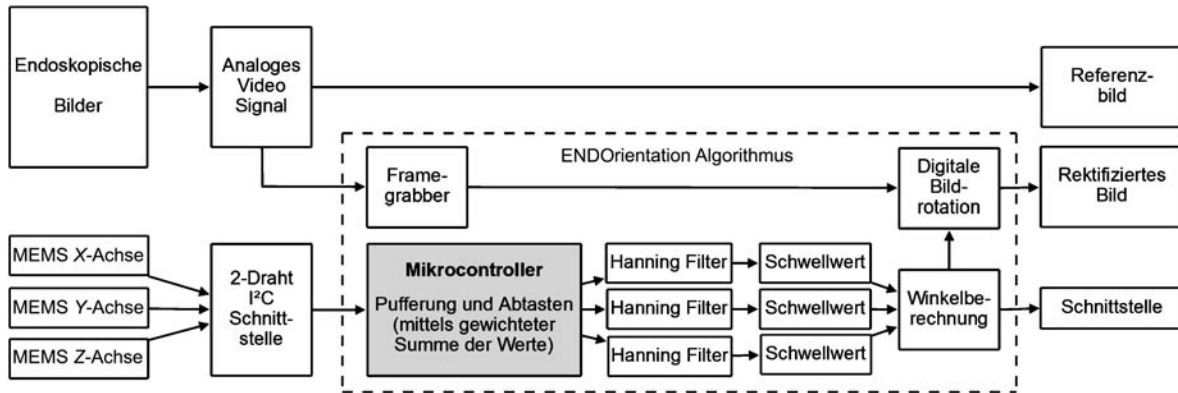 Endoskopische
Bilder
Analoges
Video
Signal
Referenz-
bild
ENDOrientation Algorithmus
Frame-
grabber
Digitale
Bild-
rotation
Rektifiziertes
Bild
MEMS X-Achse
MEMS Y-Achse
MEMS Z-Achse
2-Draht
I²C
Schnitt-
stelle
Mikrocontroller
Pufferung und Abtasten
(mittels gewichteter
Summe der Werte)
Hanning Filter
Schwellwert
Hanning Filter
Schwellwert
Hanning Filter
Schwellwert
Winkelbe-
rechnung
Schnittstelle